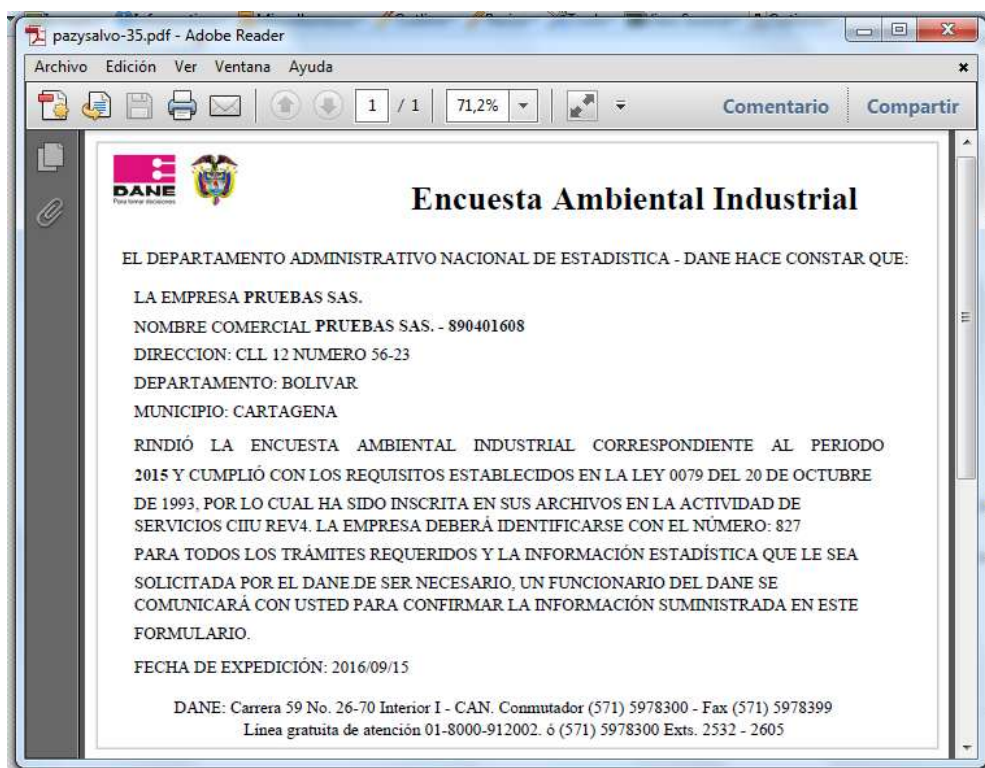 pazysalvo-35.pdf - Adobe Reader
Archivo Edición Ver Ventana Ayuda
1 / 1 71,2% Comentario Compartir
DANE
Para tomar decisiones
Encuesta Ambiental Industrial
EL DEPARTAMENTO ADMINISTRATIVO NACIONAL DE ESTADISTICA - DANE HACE CONSTAR QUE:
LA EMPRESA PRUEBAS SAS.
NOMBRE COMERCIAL PRUEBAS SAS. - 890401608
DIRECCION: CLL 12 NUMERO 56-23
DEPARTAMENTO: BOLIVAR
MUNICIPIO: CARTAGENA
RINDIÓ LA ENCUESTA AMBIENTAL INDUSTRIAL CORRESPONDIENTE AL PERIODO
2015 Y CUMPLIÓ CON LOS REQUISITOS ESTABLECIDOS EN LA LEY 0079 DEL 20 DE OCTUBRE
DE 1993, POR LO CUAL HA SIDO INSCRITA EN SUS ARCHIVOS EN LA ACTIVIDAD DE
SERVICIOS CIIU REV4. LA EMPRESA DEBERÁ IDENTIFICARSE CON EL NÚMERO: 827
PARA TODOS LOS TRÁMITES REQUERIDOS Y LA INFORMACIÓN ESTADÍSTICA QUE LE SEA
SOLICITADA POR EL DANE DE SER NECESARIO, UN FUNCIONARIO DEL DANE SE
COMUNICARÁ CON USTED PARA CONFIRMAR LA INFORMACIÓN SUMINISTRADA EN ESTE
FORMULARIO.
FECHA DE EXPEDICIÓN: 2016/09/15
DANE: Carrera 59 No. 26-70 Interior I - CAN. Conmutador (571) 5978300 - Fax (571) 5978399
Línea gratuita de atención 01-8000-912002. ó (571) 5978300 Exts. 2532 - 2605